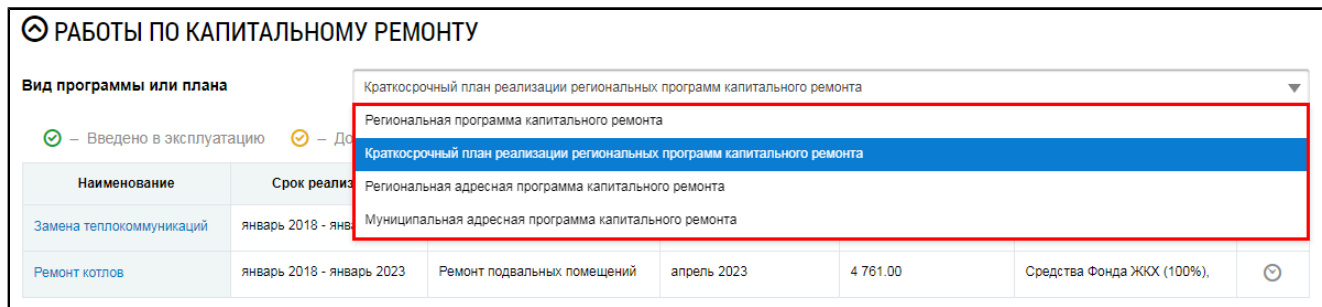 РАБОТЫ ПО КАПИТАЛЬНОМУ РЕМОНТУ
Вид программы или плана
Краткосрочный план реализации региональных программ капитального ремонта
Региональная программа капитального ремонта
Краткосрочный план реализации региональных программ капитального ремонта
Региональная адресная программа капитального ремонта
Муниципальная адресная программа капитального ремонта
– Введено в эксплуатацию – До
Наименование Срок реализ
Замена теплокоммуникаций январь 2018 - янва
Ремонт котлов январь 2018 - январь 2023 Ремонт подвальных помещений апрель 2023 4 761.00 Средства Фонда ЖКХ (100%),